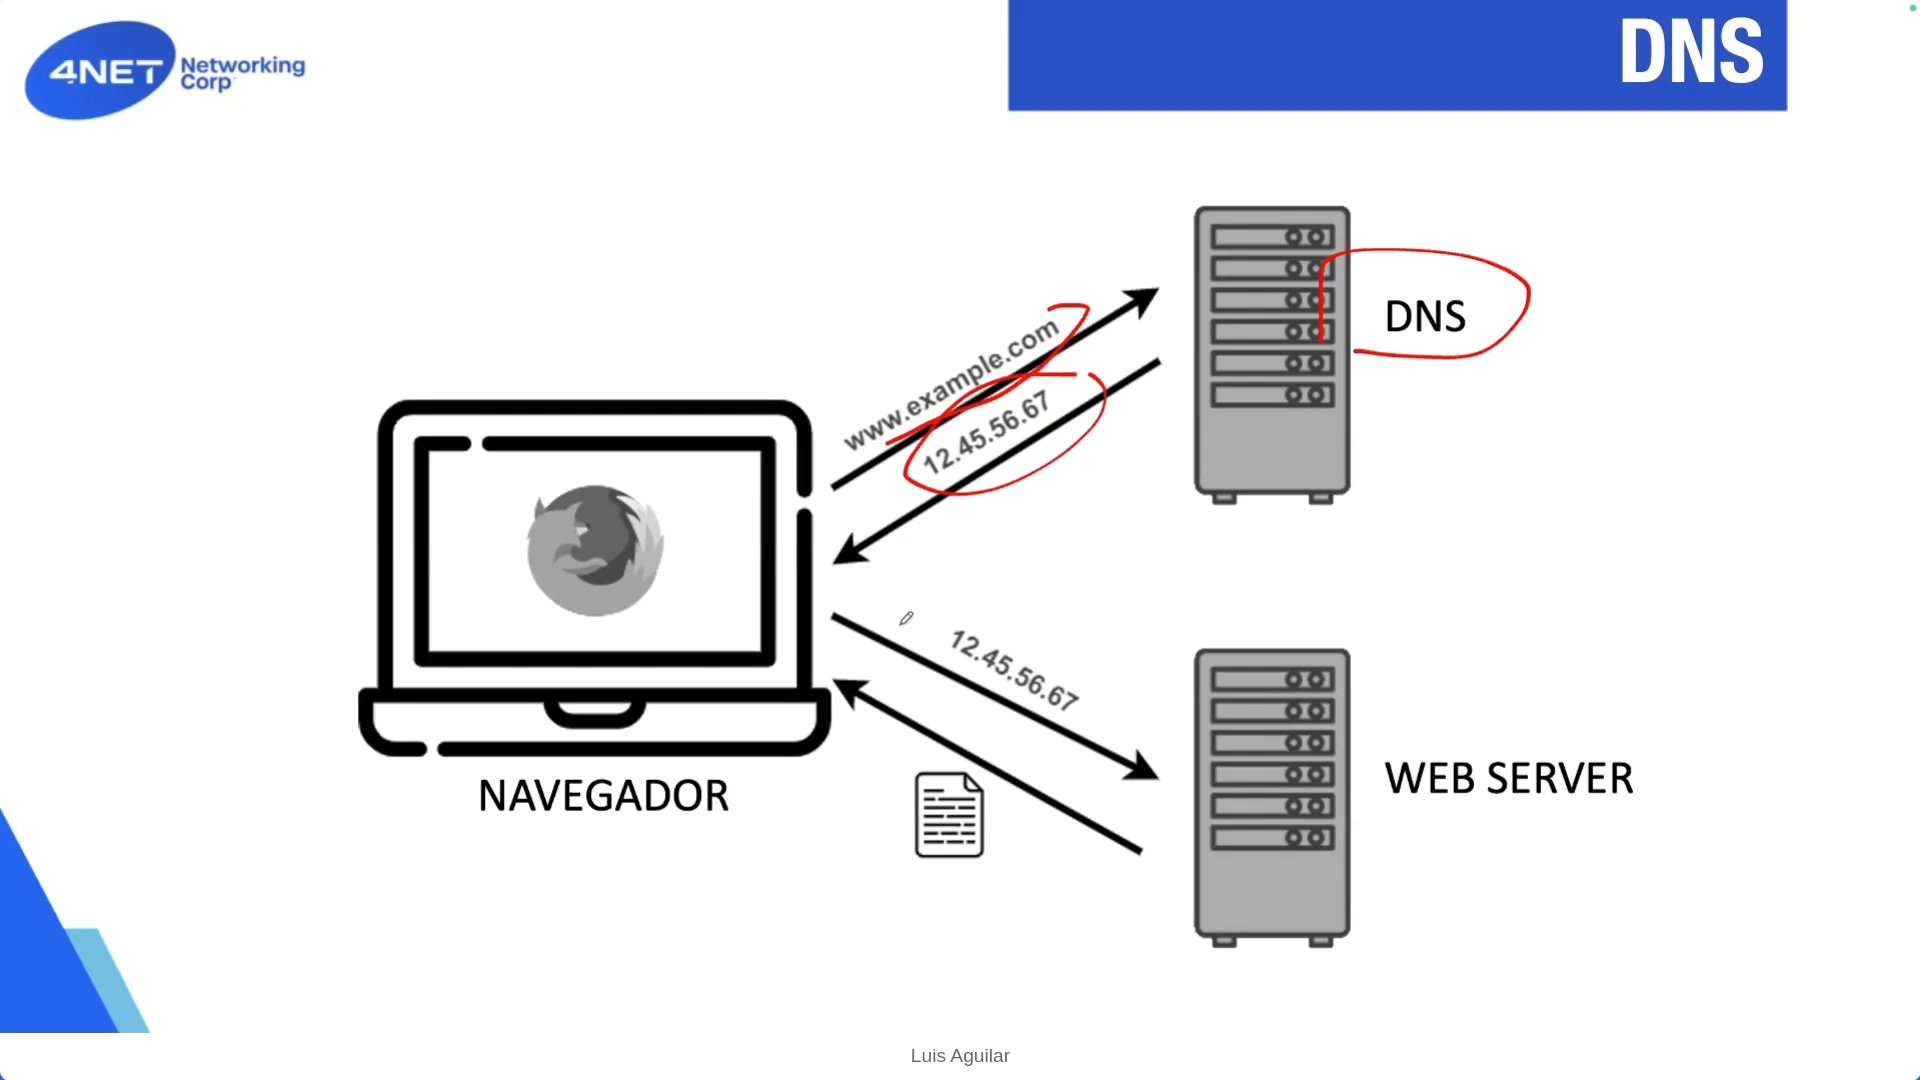 4NET Networking
Corp
DNS
www.example.com
12.45.56.67
DNS
12.45.56.67
WEB SERVER
NAVEGADOR
Luis Aguilar